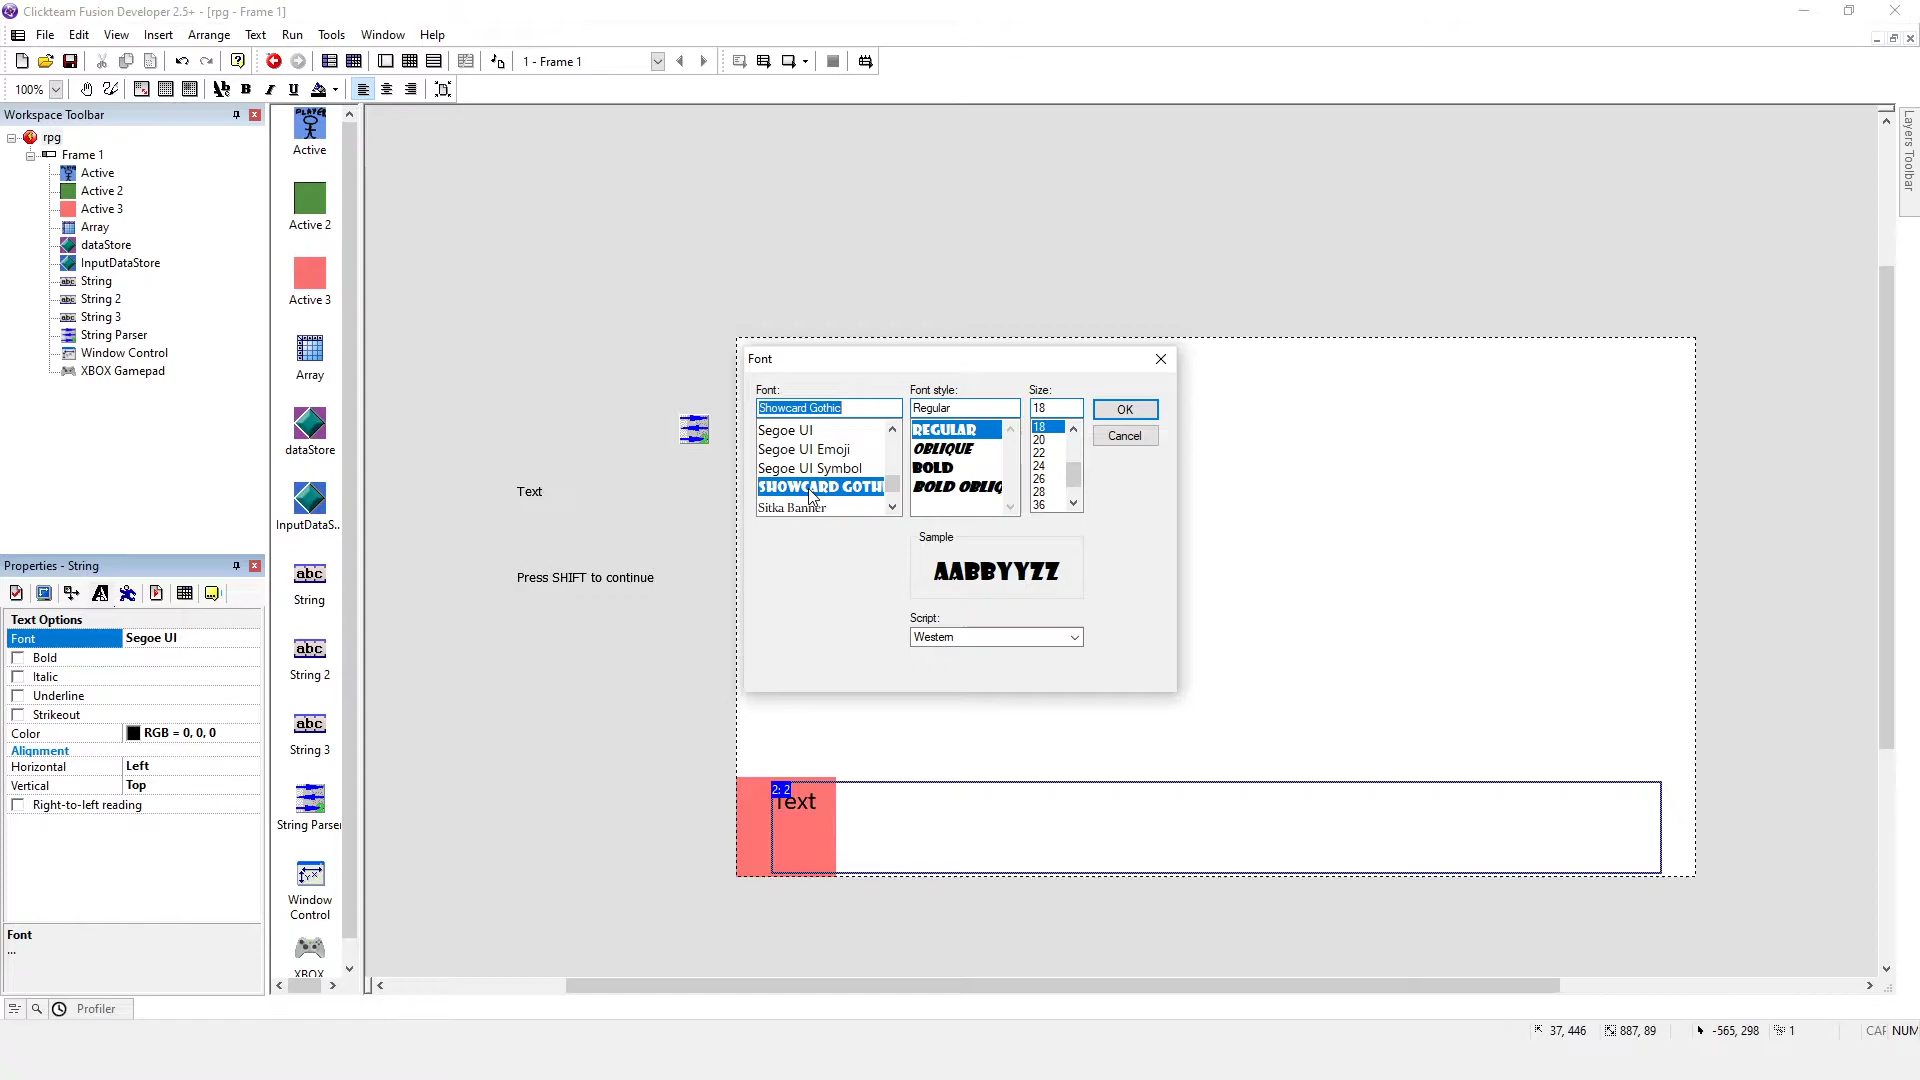 Clickteam Fusion Developer 2.5+ - [rpg - Frame 1]
File Edit View Insert Arrange Text Run Tools Window Help
1 - Frame 1
100%
B I U
Workspace Toolbar
rpg
Frame 1
Active
Active 2
Active 3
Array
dataStore
InputDataStore
String
String 2
String 3
String Parser
Window Control
XBOX Gamepad
Properties - String
Text Options
Font Segoe UI
Bold
Italic
Underline
Strikeout
Color RGB = 0, 0, 0
Alignment
Horizontal Left
Vertical Top
Right-to-left reading
Font
...
Profiler
PLAYER
Active
Active 2
Active 3
Array
dataStore
InputDataS..
abc
String
abc
String 2
abc
String 3
String Parser
Window
Control
XBOX
Text
Press SHIFT to continue
Font
Font:
Showcard Gothic
Segoe UI
Segoe UI Emoji
Segoe UI Symbol
SHOWCARD GOTHI
Sitka Banner
Font style:
Regular
REGULAR
OBLIQUE
BOLD
BOLD OBLIQ
Size:
18
18
20
22
24
26
28
36
OK
Cancel
Sample
AABBYYZZ
Script:
Western
2: 2
Text
Layers Toolbar
37, 446
887, 89
-565, 298
1
CAP NUM